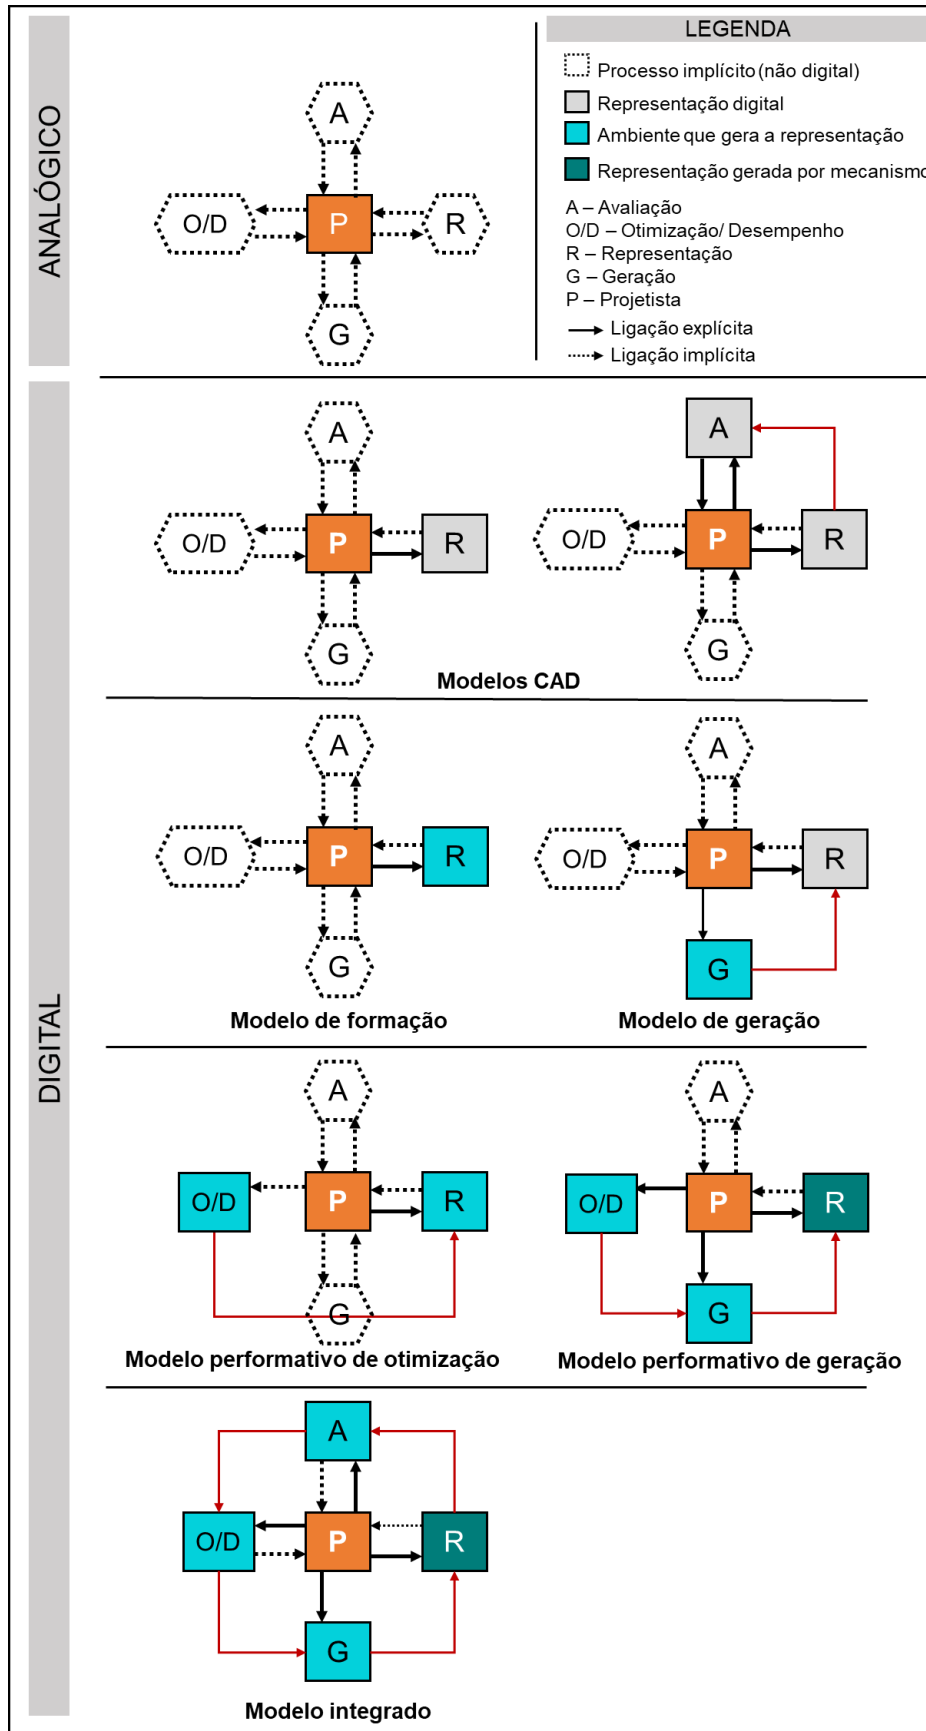 ANALÓGICO
A
O/D
P
R
G
LEGENDA
Processo implícito (não digital)
Representação digital
Ambiente que gera a representação
Representação gerada por mecanismo
A – Avaliação
O/D – Otimização/ Desempenho
R – Representação
G – Geração
P – Projetista
Ligação explícita
Ligação implícita
DIGITAL
A
O/D
P
R
G
A
O/D
P
R
G
Modelos CAD
A
O/D
P
R
G
Modelo de formação
A
O/D
P
R
G
Modelo de geração
A
O/D
P
R
G
Modelo performativo de otimização
A
O/D
P
R
G
Modelo performativo de geração
A
O/D
P
R
G
Modelo integrado